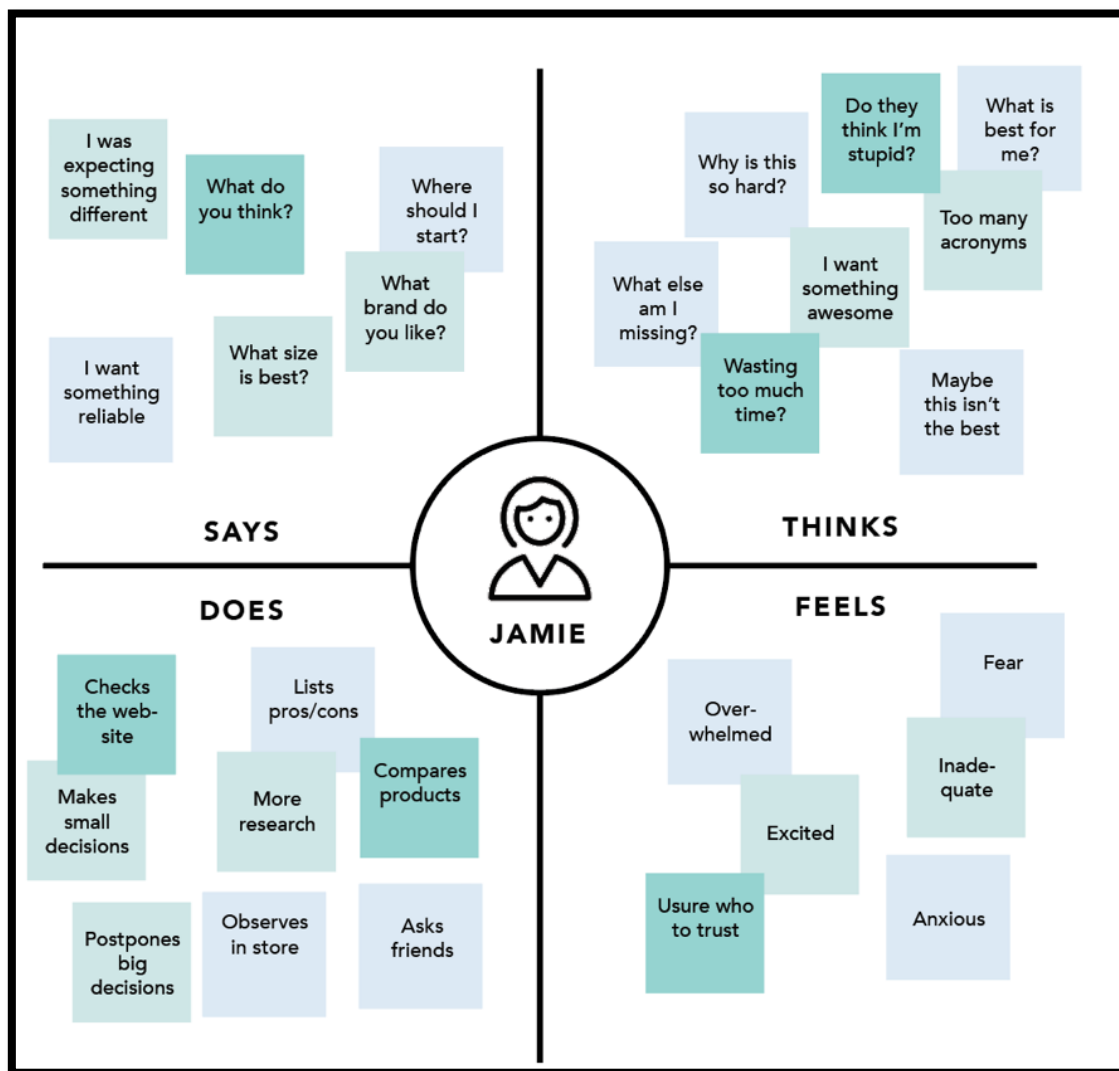 I was
expecting
something
different
What do
you think?
Where
should I
start?
What
brand do
you like?
What size
is best?
I want
something
reliable
SAYS
Do they
think I'm
stupid?
What is
best for
me?
Why is this
so hard?
Too many
acronyms
I want
something
awesome
What else
am I
missing?
Wasting
too much
time?
Maybe
this isn't
the best
THINKS
JAMIE
DOES
Checks
the web-
site
Lists
pros/cons
Compares
products
Makes
small
decisions
More
research
Postpones
big
decisions
Observes
in store
Asks
friends
FEELS
Fear
Over-
whelmed
Inade-
quate
Excited
Usure who
to trust
Anxious